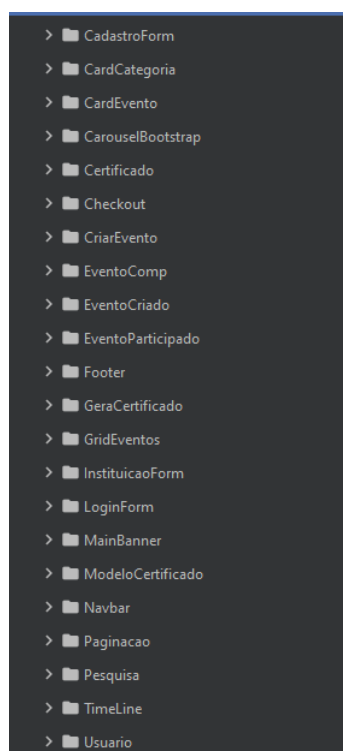 CadastroForm
CardCategoria
CardEvento
CarouselBootstrap
Certificado
Checkout
CriarEvento
EventoComp
EventoCriado
EventoParticipado
Footer
GeraCertificado
GridEventos
InstituicaoForm
LoginForm
MainBanner
ModeloCertificado
Navbar
Paginacao
Pesquisa
TimeLine
Usuario